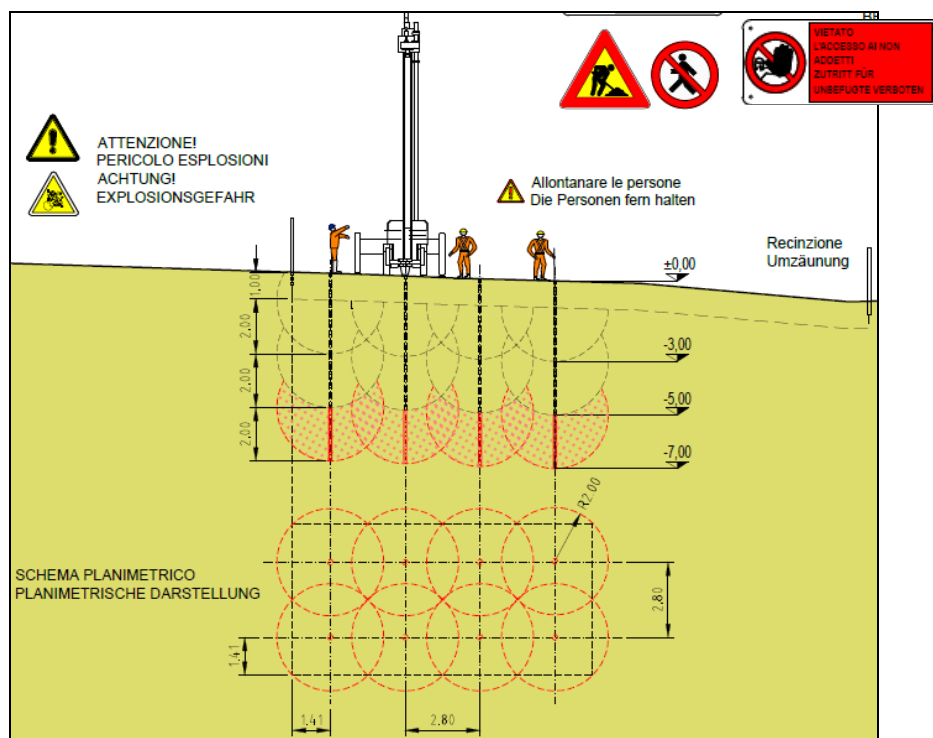 VIETATO
L'ACCESSO AI NON
ADDETTI
ZUTRITT FÜR
UNBEFUGTE VERBOTEN
ATTENZIONE!
PERICOLO ESPLOSIONI
ACHTUNG!
EXPLOSIONSGEFAHR
Allontanare le persone
Die Personen fern halten
Recinzione
Umzäunung
±0,00
1.00
2.00
-3,00
2.00
-5,00
2.00
-7,00
R2.00
SCHEMA PLANIMETRICO
PLANIMETRISCHE DARSTELLUNG
2.80
1.41
1.41
2.80